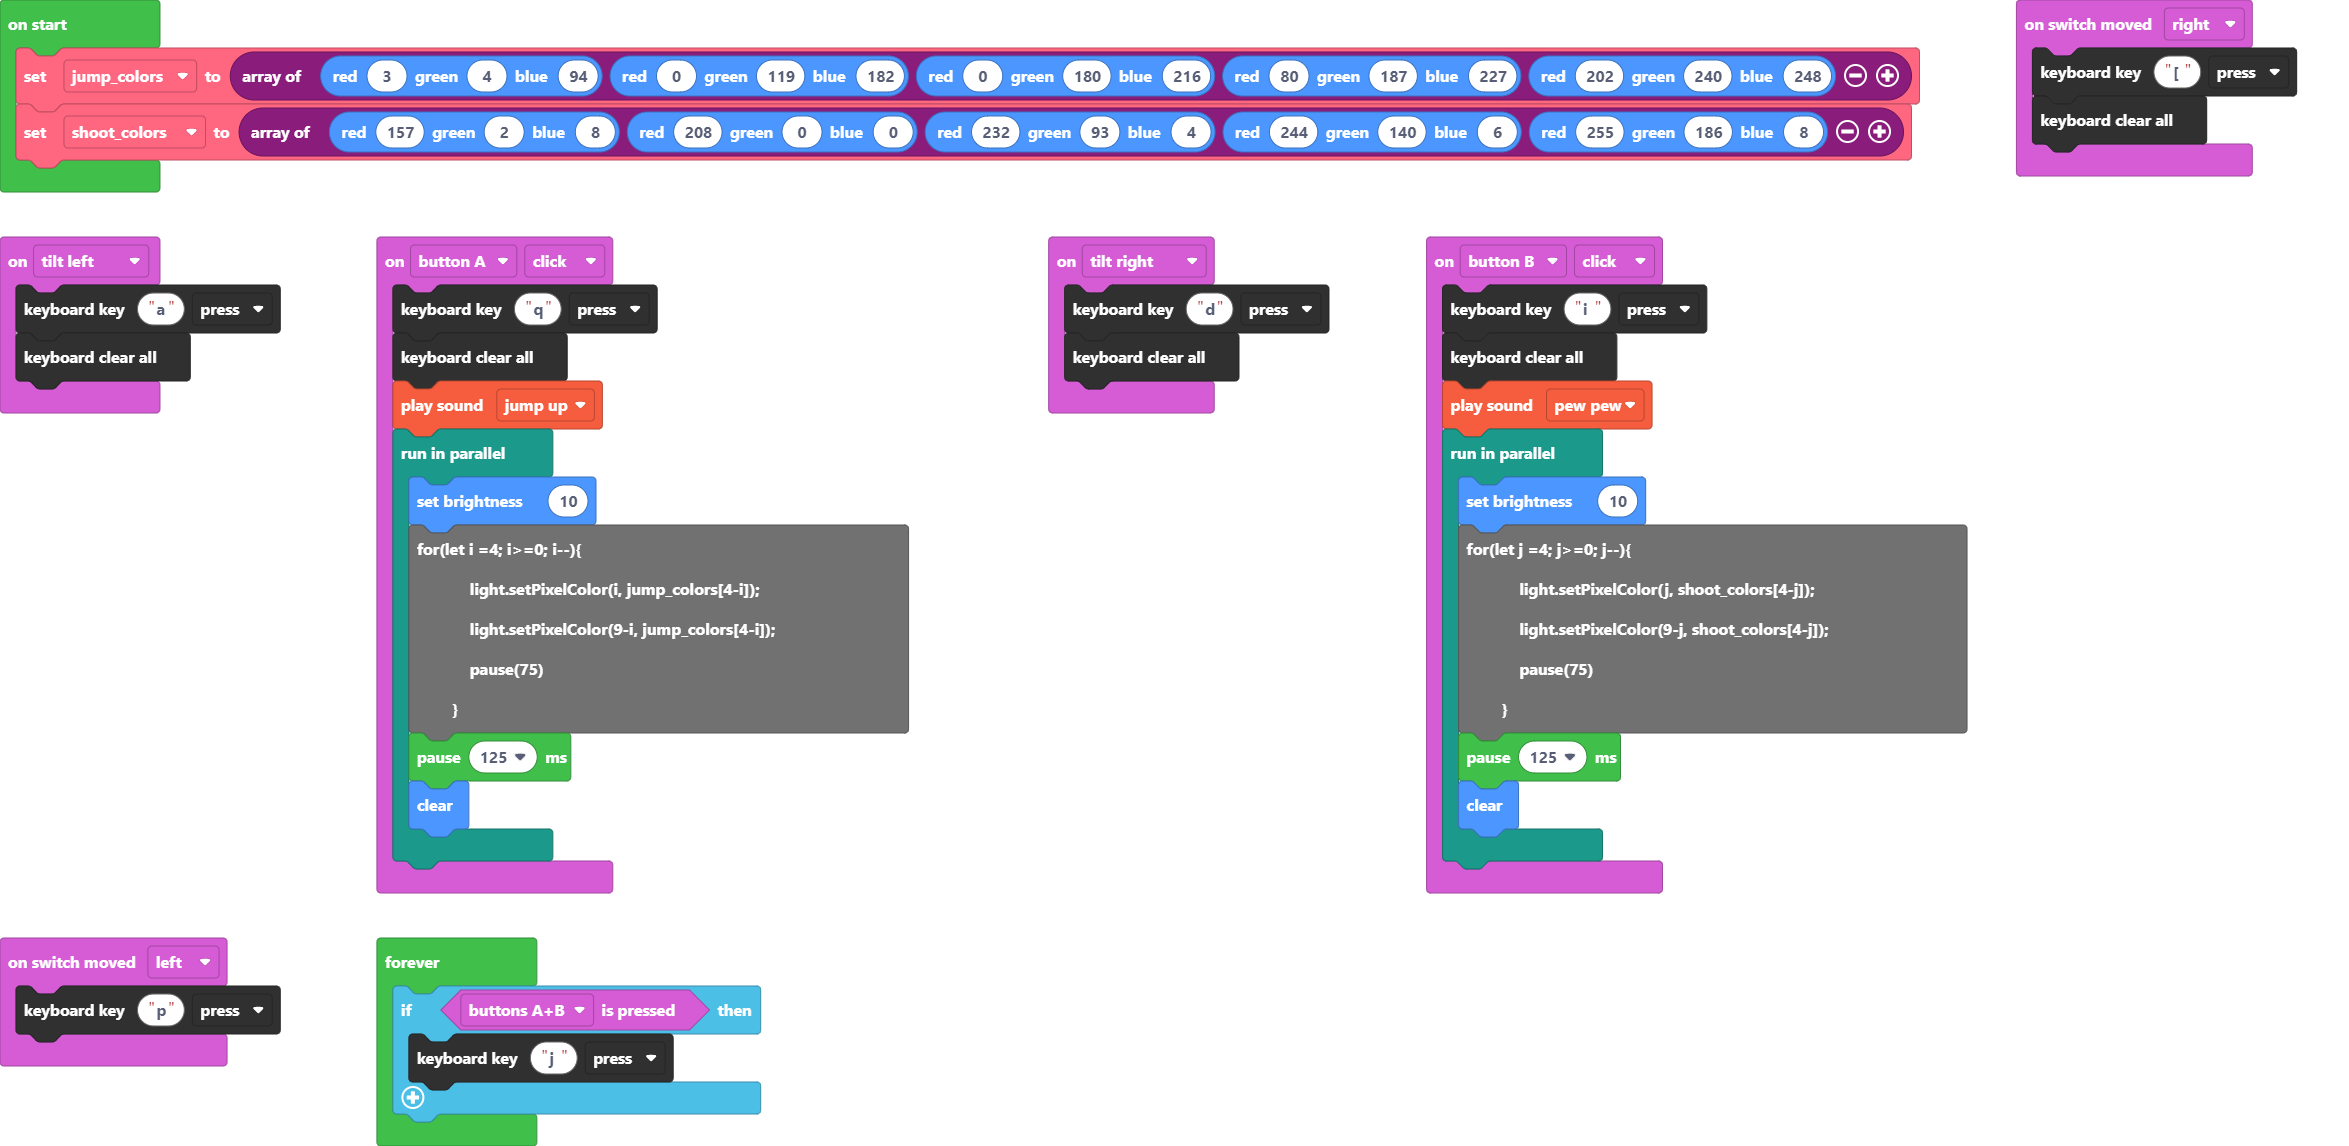 on start
set jump_colors to array of red 3 green 4 blue 94 red 0 green 119 blue 182 red 0 green 180 blue 216 red 80 green 187 blue 227 red 202 green 240 blue 248
set shoot_colors to array of red 157 green 2 blue 8 red 208 green 0 blue 0 red 232 green 93 blue 4 red 244 green 140 blue 6 red 255 green 186 blue 8
on switch moved right
keyboard key "[" press
keyboard clear all
on tilt left
keyboard key "a" press
keyboard clear all
on button A click
keyboard key "q" press
keyboard clear all
play sound jump up
run in parallel
set brightness 10
for(let i =4; i>=0; i--){
light.setPixelColor(i, jump_colors[4-i]);
light.setPixelColor(9-i, jump_colors[4-i]);
pause(75)
}
pause 125 ms
clear
on tilt right
keyboard key "d" press
keyboard clear all
on button B click
keyboard key "i" press
keyboard clear all
play sound pew pew
run in parallel
set brightness 10
for(let j =4; j>=0; j--){
light.setPixelColor(j, shoot_colors[4-j]);
light.setPixelColor(9-j, shoot_colors[4-j]);
pause(75)
}
pause 125 ms
clear
on switch moved left
keyboard key "p" press
forever
if buttons A+B is pressed then
keyboard key "j" press